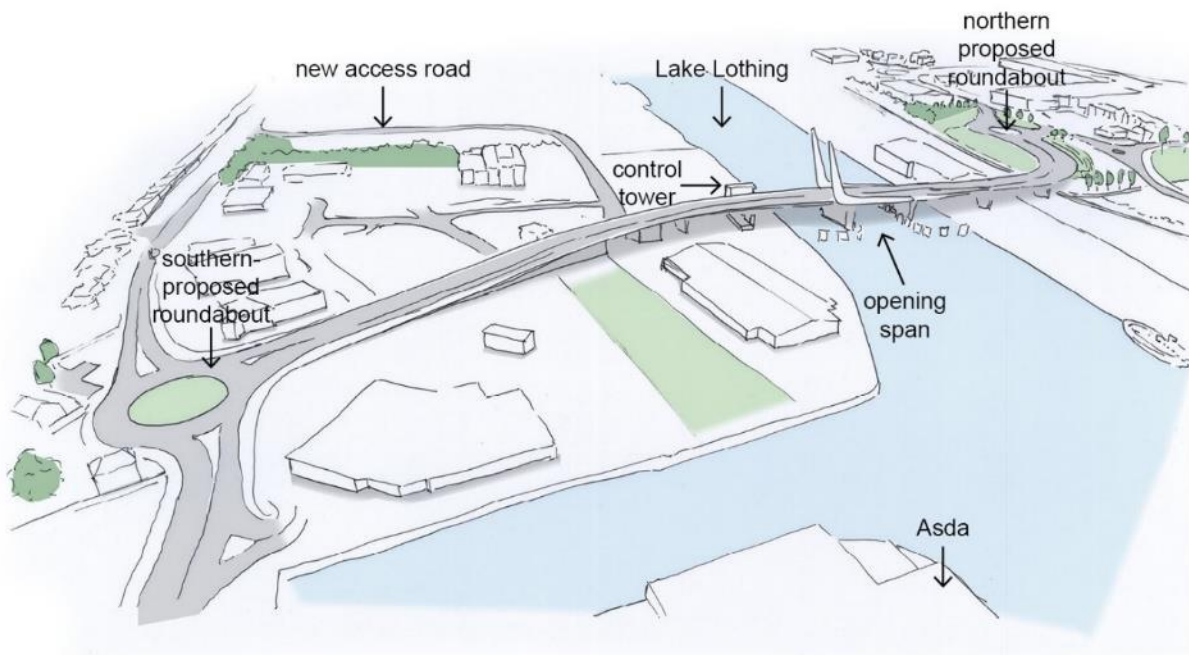 northern
proposed
roundabout
new access road
Lake Lothing
control
tower
southern-
proposed
roundabout
opening
span
Asda